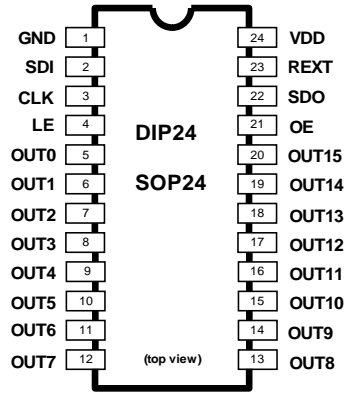 GND 1 24 VDD
SDI 2 23 REXT
CLK 3 22 SDO
LE 4 21 OE
DIP24
OUT0 5 20 OUT15
SOP24
OUT1 6 19 OUT14
OUT2 7 18 OUT13
OUT3 8 17 OUT12
OUT4 9 16 OUT11
OUT5 10 15 OUT10
OUT6 11 14 OUT9
OUT7 12 (top view) 13 OUT8